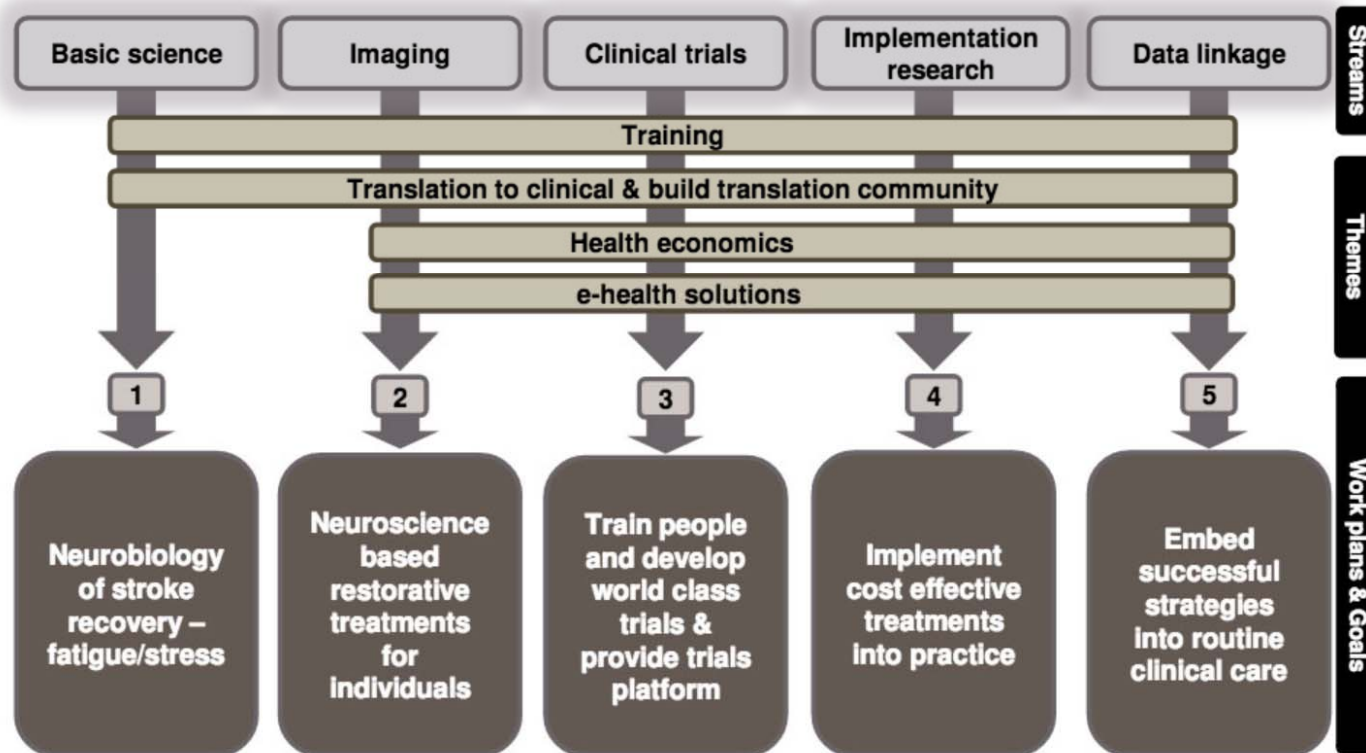 Basic science
Imaging
Clinical trials
Implementation
research
Data linkage
Streams
Training
Translation to clinical & build translation community
Health economics
e-health solutions
Themes
1
2
3
4
5
Neurobiology
of stroke
recovery –
fatigue/stress
Neuroscience
based
restorative
treatments
for
individuals
Train people
and develop
world class
trials &
provide trials
platform
Implement
cost effective
treatments
into practice
Embed
successful
strategies
into routine
clinical care
Work plans & Goals